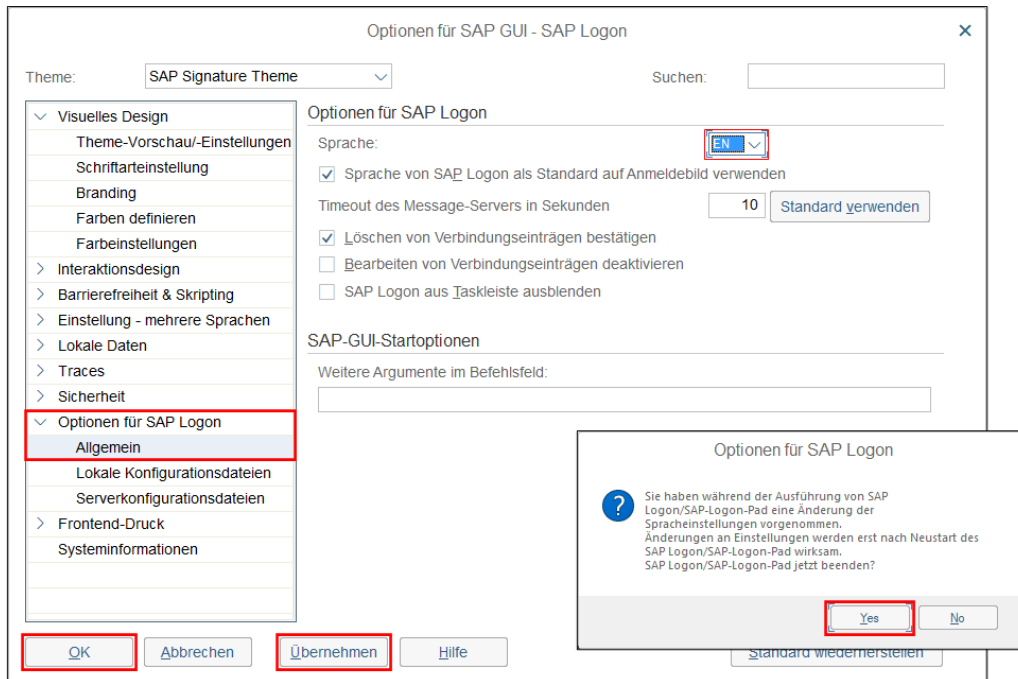 Optionen für SAP GUI - SAP Logon
Theme: SAP Signature Theme Suchen:
Visuelles Design
Theme-Vorschau/-Einstellungen
Schriftarteinstellung
Branding
Farben definieren
Farbeinstellungen
Interaktionsdesign
Barrierefreiheit & Skripting
Einstellung - mehrere Sprachen
Lokale Daten
Traces
Sicherheit
Optionen für SAP Logon
Allgemein
Lokale Konfigurationsdateien
Serverkonfigurationsdateien
Frontend-Druck
Systeminformationen
Optionen für SAP Logon
Sprache: EN
Sprache von SAP Logon als Standard auf Anmeldebild verwenden
Timeout des Message-Servers in Sekunden 10 Standard verwenden
Löschen von Verbindungseinträgen bestätigen
Bearbeiten von Verbindungseinträgen deaktivieren
SAP Logon aus Taskleiste ausblenden
SAP-GUI-Startoptionen
Weitere Argumente im Befehlsfeld:
Optionen für SAP Logon
Sie haben während der Ausführung von SAP
Logon/SAP-Logon-Pad eine Änderung der
Spracheinstellungen vorgenommen.
Änderungen an Einstellungen werden erst nach Neustart des
SAP Logon/SAP-Logon-Pad wirksam.
SAP Logon/SAP-Logon-Pad jetzt beenden?
Yes No
OK Abbrechen Übernehmen Hilfe Standard wiederherstellen